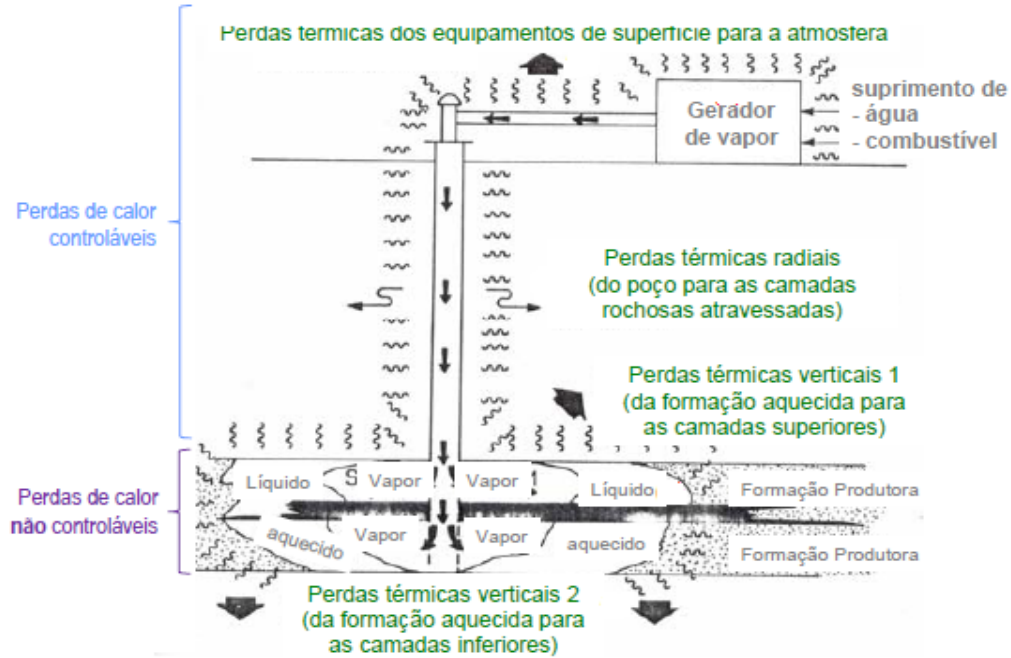 Perdas térmicas dos equipamentos de superfície para a atmosfera
Gerador
de vapor
suprimento de
- água
- combustível
Perdas de calor
controláveis
Perdas térmicas radiais
(do poço para as camadas
rochosas atravessadas)
Perdas térmicas verticais 1
(da formação aquecida para
as camadas superiores)
Perdas de calor
não controláveis
Líquido
S
Vapor
Vapor
Líquido
Formação Produtora
aquecido
Vapor
Vapor
aquecido
Formação Produtora
Perdas térmicas verticais 2
(da formação aquecida para
as camadas inferiores)